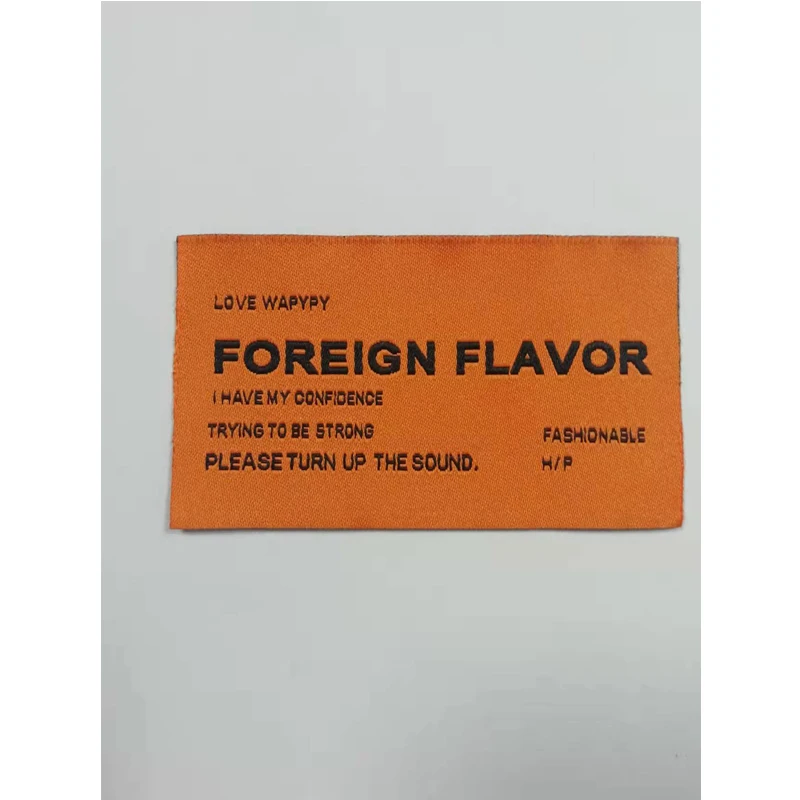 LOVE WAPYPY
FOREIGN FLAVOR
I HAVE MY CONFIDENCE
TRYING TO BE STRONG
FASHIONABLE
PLEASE TURN UP THE SOUND.
H/P